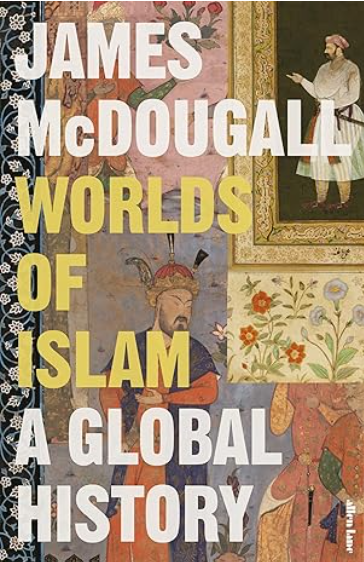 JAMES
McDOUGALL
WORLDS
OF
ISLAM
A GLOBAL
HISTORY
allen lane